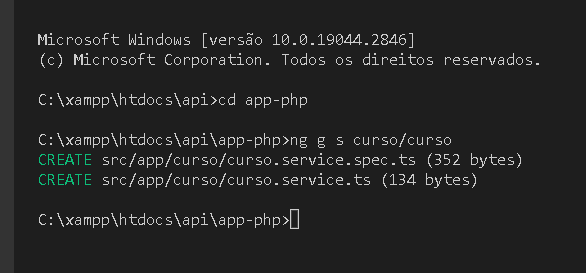 Microsoft Windows [versão 10.0.19044.2846]
(c) Microsoft Corporation. Todos os direitos reservados.
C:\xampp\htdocs\api>cd app-php
C:\xampp\htdocs\api\app-php>ng g s curso/curso
CREATE src/app/curso/curso.service.spec.ts (352 bytes)
CREATE src/app/curso/curso.service.ts (134 bytes)
C:\xampp\htdocs\api\app-php>